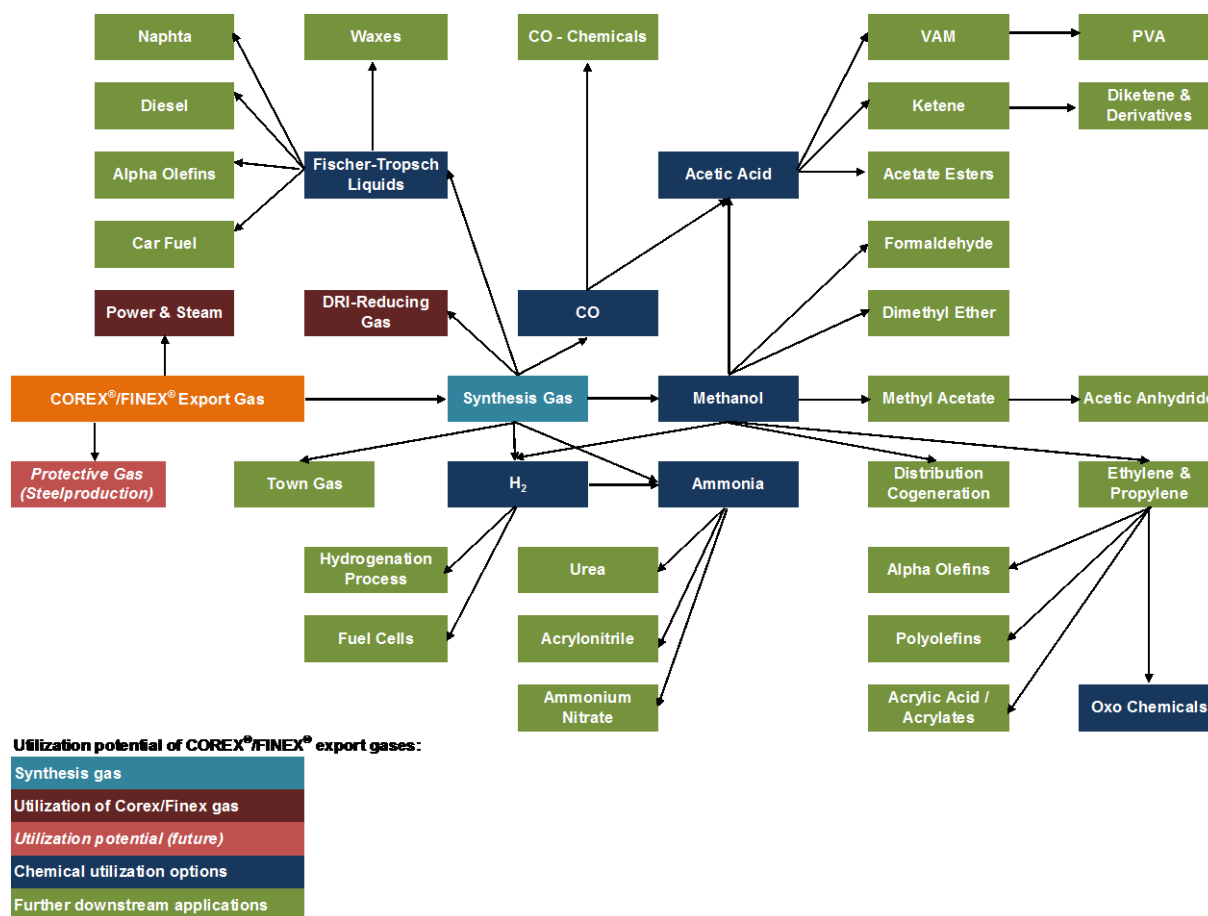 Naphta
Waxes
CO - Chemicals
VAM
PVA
Diesel
Ketene
Diketene &
Derivatives
Alpha Olefins
Fischer-Tropsch
Liquids
Acetic Acid
Acetate Esters
Car Fuel
Formaldehyde
Power & Steam
DRI-Reducing
Gas
CO
Dimethyl Ether
COREX®/FINEX® Export Gas
Synthesis Gas
Methanol
Methyl Acetate
Acetic Anhydride
Protective Gas
(Steelproduction)
Town Gas
H₂
Ammonia
Distribution
Cogeneration
Ethylene &
Propylene
Hydrogenation
Process
Urea
Alpha Olefins
Fuel Cells
Acrylonitrile
Polyolefins
Ammonium
Nitrate
Acrylic Acid /
Acrylates
Oxo Chemicals
Utilization potential of COREX®/FINEX® export gases:
Synthesis gas
Utilization of Corex/Finex gas
Utilization potential (future)
Chemical utilization options
Further downstream applications